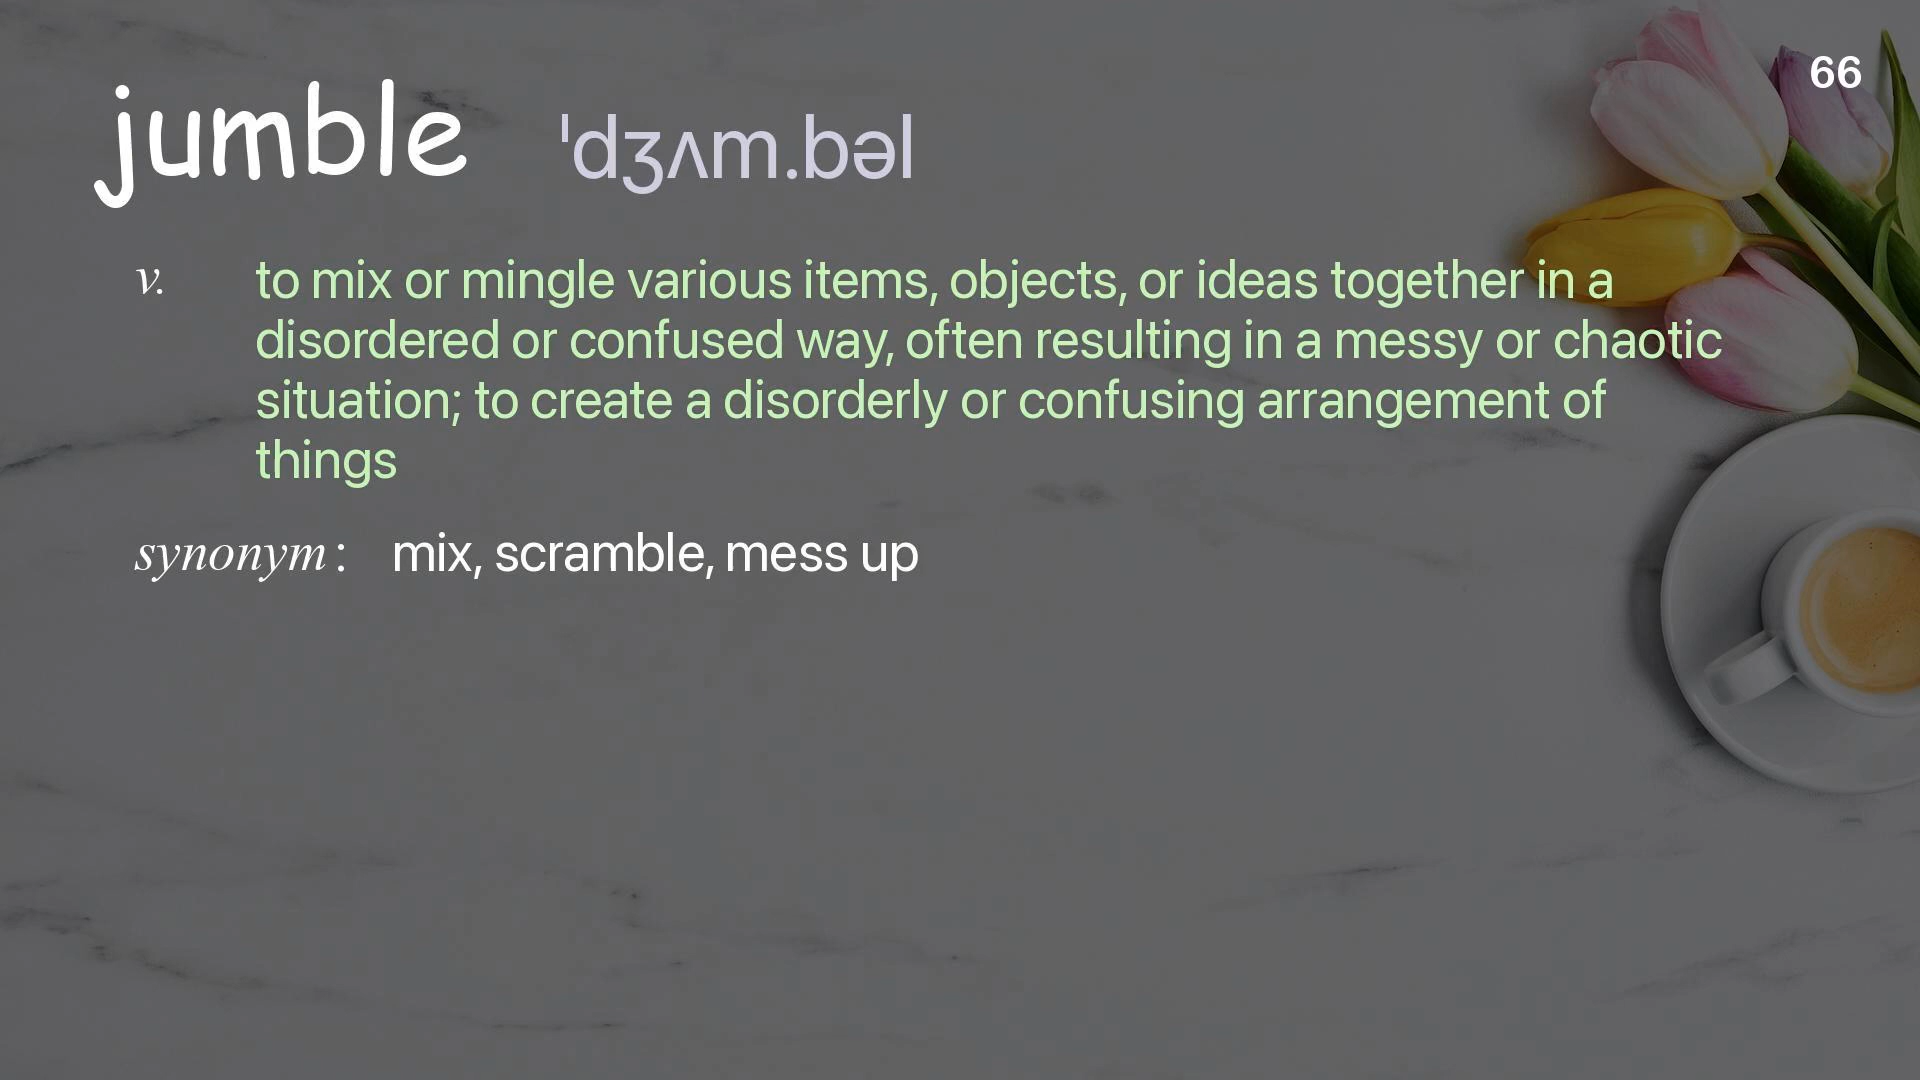 66
jumble ˈdʒʌm.bəl
v. to mix or mingle various items, objects, or ideas together in a
disordered or confused way, often resulting in a messy or chaotic
situation; to create a disorderly or confusing arrangement of
things
synonym : mix, scramble, mess up